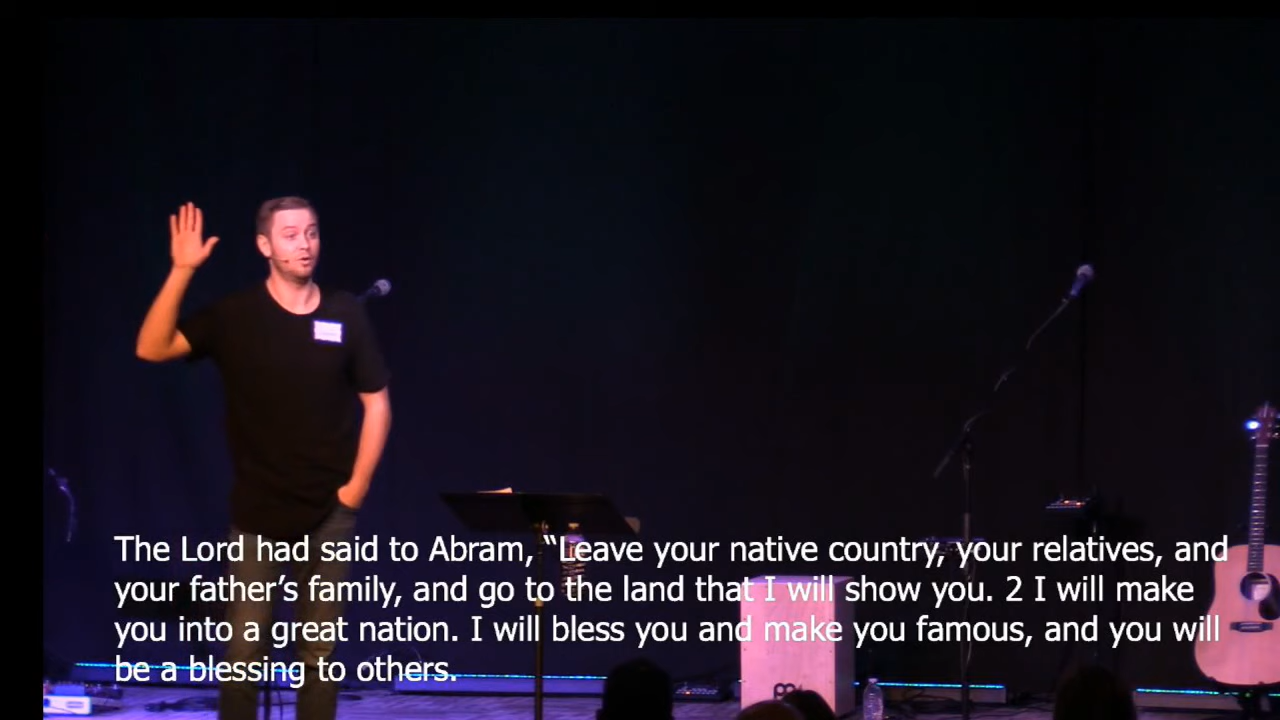 The Lord had said to Abram, “Leave your native country, your relatives, and
your father’s family, and go to the land that I will show you. 2 I will make
you into a great nation. I will bless you and make you famous, and you will
be a blessing to others.